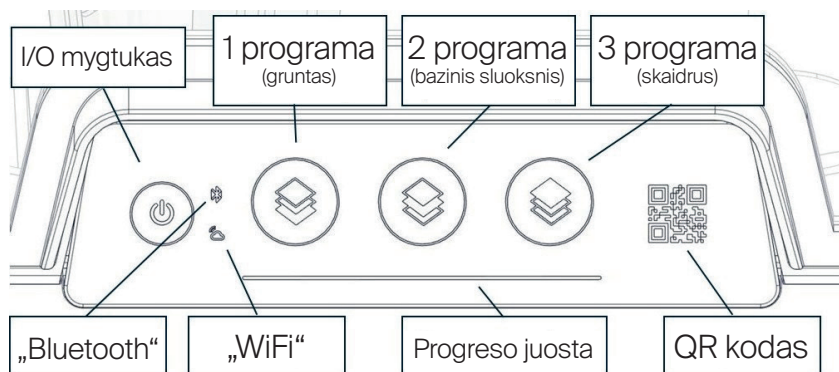 I/O mygtukas
1 programa
(gruntas)
2 programa
(bazinis sluoksnis)
3 programa
(skaidrus)
„Bluetooth“
„WiFi“
Progreso juosta
QR kodas